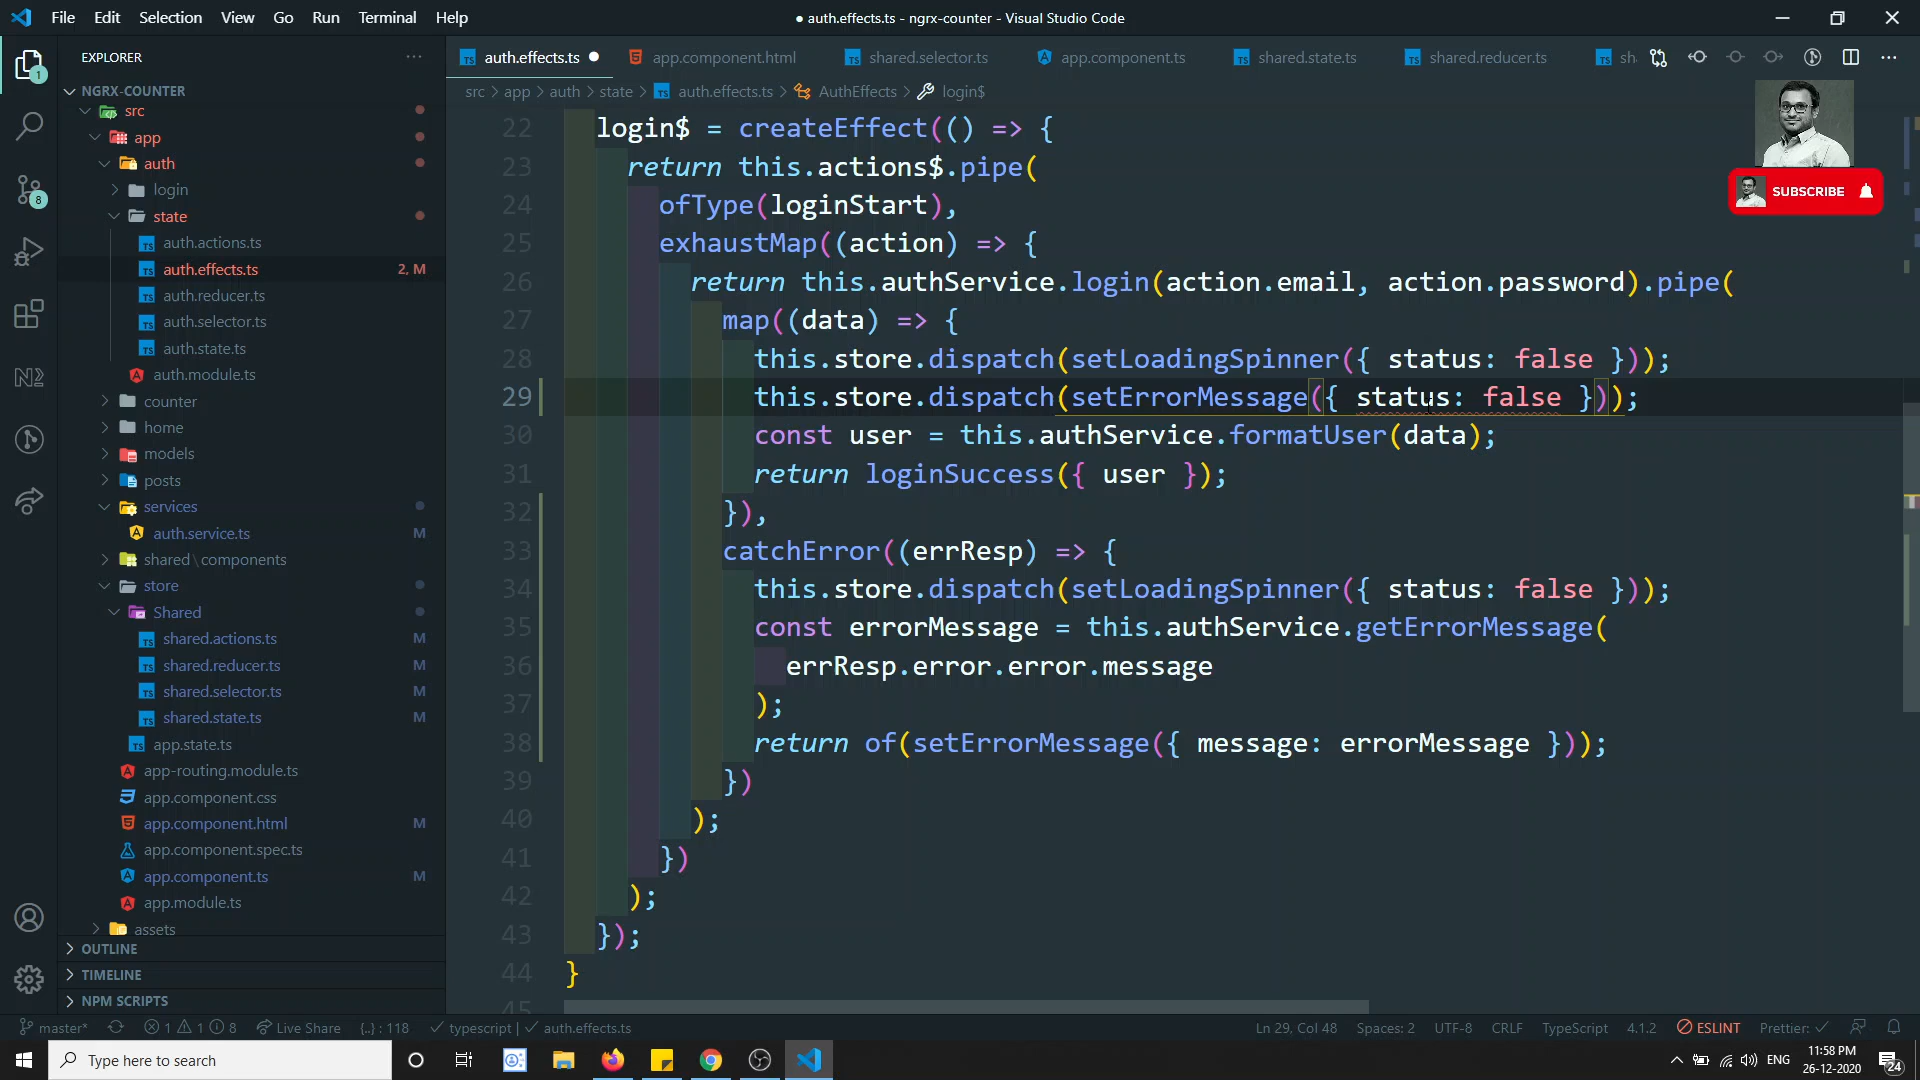 File Edit Selection View Go Run Terminal Help
● auth.effects.ts - ngrx-counter - Visual Studio Code
EXPLORER
auth.effects.ts app.component.html shared.selector.ts app.component.ts shared.state.ts shared.reducer.ts sh
src > app > auth > state > auth.effects.ts > AuthEffects > login$
1
8
NGRX-COUNTER
src
app
auth
login
state
auth.actions.ts
auth.effects.ts 2, M
auth.reducer.ts
auth.selector.ts
auth.state.ts
auth.module.ts
counter
home
models
posts
services
auth.service.ts M
shared \ components
store
Shared
shared.actions.ts M
shared.reducer.ts M
shared.selector.ts M
shared.state.ts M
app.state.ts
app-routing.module.ts
app.component.css
app.component.html M
app.component.spec.ts
app.component.ts M
app.module.ts
assets
OUTLINE
TIMELINE
NPM SCRIPTS
22 login$ = createEffect(() => {
23 return this.actions$.pipe(
24 ofType(loginStart),
25 exhaustMap((action) => {
26 return this.authService.login(action.email, action.password).pipe(
27 map((data) => {
28 this.store.dispatch(setLoadingSpinner({ status: false }));
29 this.store.dispatch(setErrorMessage({ status: false }));
30 const user = this.authService.formatUser(data);
31 return loginSuccess({ user });
32 }),
33 catchError((errResp) => {
34 this.store.dispatch(setLoadingSpinner({ status: false }));
35 const errorMessage = this.authService.getErrorMessage(
36 errResp.error.error.message
37 );
38 return of(setErrorMessage({ message: errorMessage }));
39 })
40 );
41 })
42 );
43 });
44 }
45
SUBSCRIBE
master* 1 1 8 Live Share {..} : 118 typescript | auth.effects.ts Ln 29, Col 48 Spaces: 2 UTF-8 CRLF TypeScript 4.1.2 ESLINT Prettier:
Type here to search
ENG
11:58 PM
26-12-2020
24